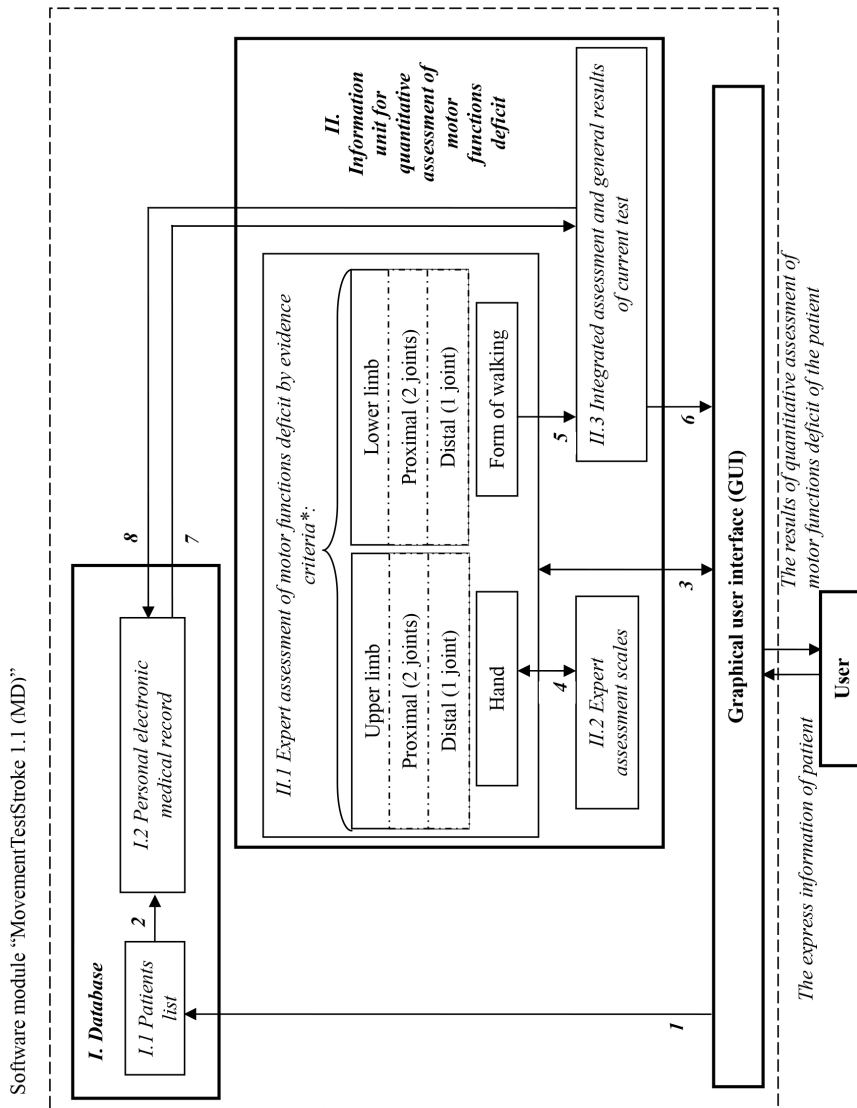 Software module “MovementTestStroke 1.1 (MD)”
I. Database
I.1 Patients
list
2
I.2 Personal electronic
medical record
8
7
1
II.
Information
unit for
quantitative
assessment of
motor
functions
deficit
II.1 Expert assessment of motor functions deficit by evidence
criteria*:
Upper limb
Proximal (2 joints)
Distal (1 joint)
Hand
Lower limb
Proximal (2 joints)
Distal (1 joint)
Form of walking
4
5
II.2 Expert
assessment scales
II.3 Integrated assessment and general results
of current test
3
6
Graphical user interface (GUI)
The express information of patient
The results of quantitative assessment of
motor functions deficit of the patient
User